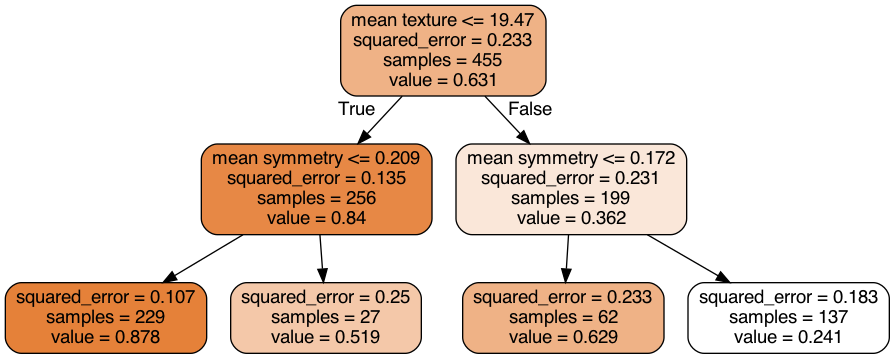 mean texture <= 19.47
squared_error = 0.233
samples = 455
value = 0.631
True
False
mean symmetry <= 0.209
squared_error = 0.135
samples = 256
value = 0.84
mean symmetry <= 0.172
squared_error = 0.231
samples = 199
value = 0.362
squared_error = 0.107
samples = 229
value = 0.878
squared_error = 0.25
samples = 27
value = 0.519
squared_error = 0.233
samples = 62
value = 0.629
squared_error = 0.183
samples = 137
value = 0.241